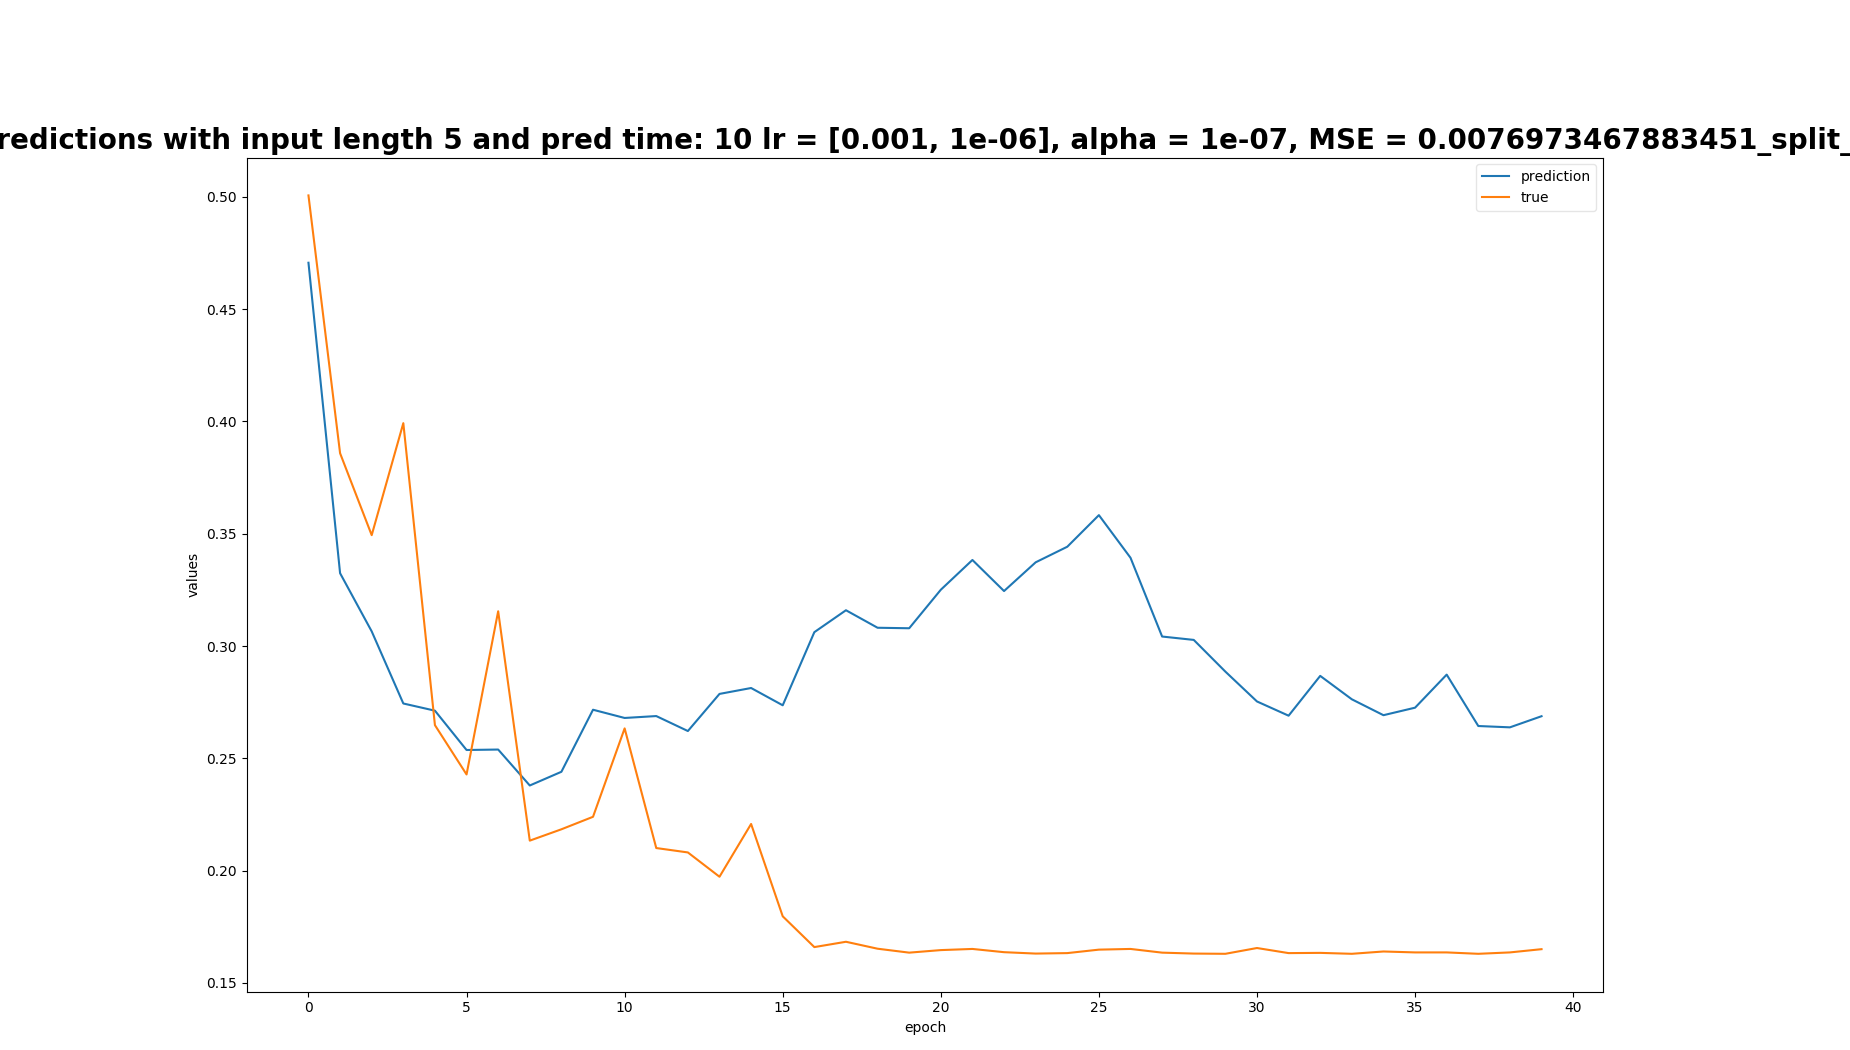 redictions with input length 5 and pred time: 10 lr = [0.001, 1e-06], alpha = 1e-07, MSE = 0.0076973467883451_split_
prediction
true
0.50
0.45
0.40
0.35
0.30
0.25
0.20
0.15
values
0 5 10 15 20 25 30 35 40
epoch